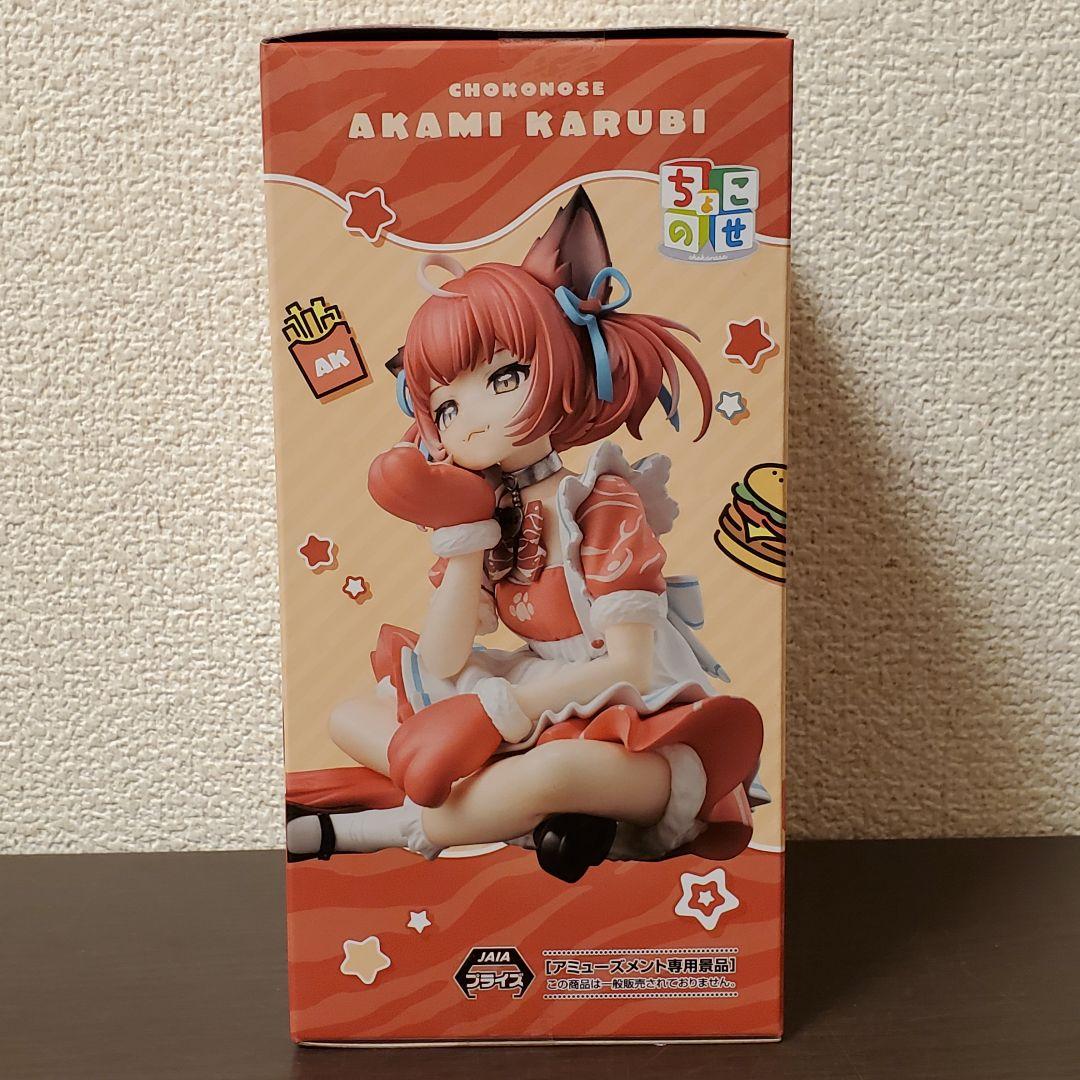 CHOKONOSE
AKAMI KARUBI
ちょこ
のせ
chokonose
AK
JAIA
プライズ
[アミューズメント専用景品]
この商品は一般販売されておりません。